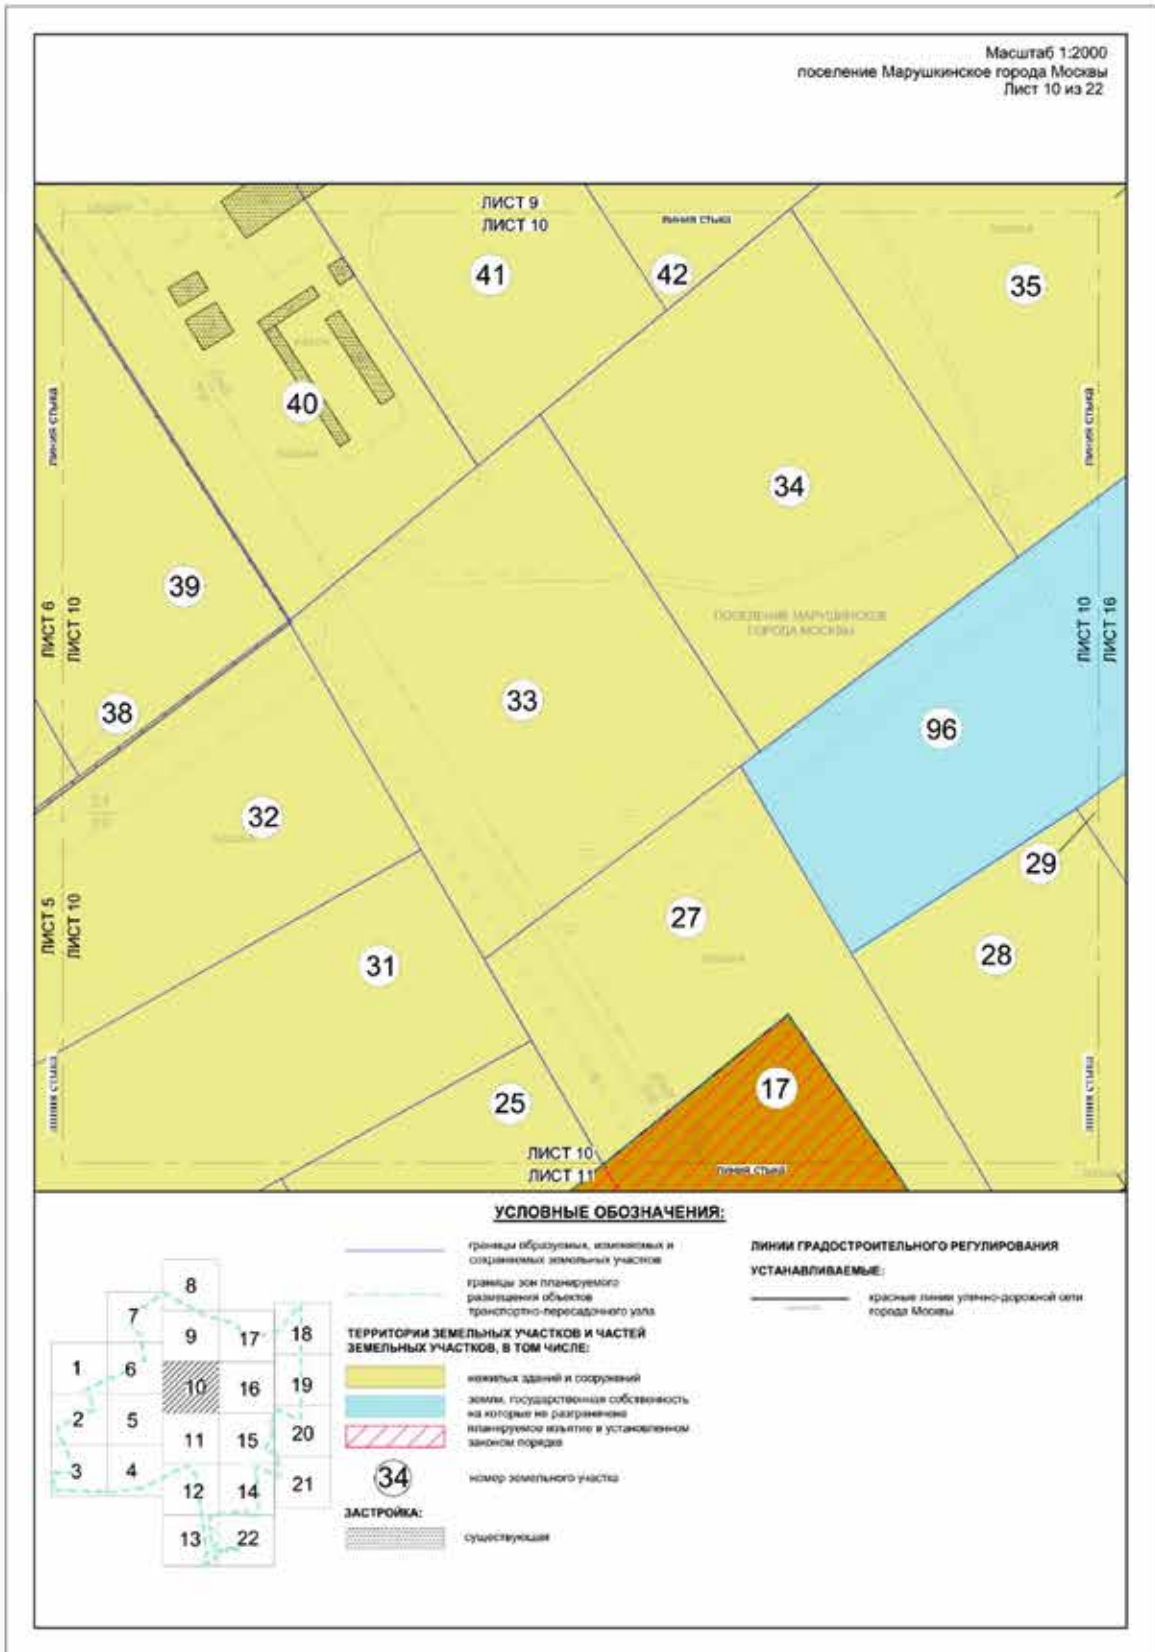 Масштаб 1:2000
поселение Марушкинское города Москвы
Лист 10 из 22
ЛИСТ 9
ЛИСТ 10
линия стыка
41
42
35
40
линия стыка
линия стыка
34
39
ЛИСТ 6
ЛИСТ 10
ПОСЕЛЕНИЕ МАРУШКИНСКОЕ
ГОРОДА МОСКВЫ
ЛИСТ 10
ЛИСТ 16
38
33
96
32
29
ЛИСТ 5
ЛИСТ 10
27
28
31
линия стыка
линия стыка
17
25
ЛИСТ 10
ЛИСТ 11
линия стыка
УСЛОВНЫЕ ОБОЗНАЧЕНИЯ:
границы образуемых, изменяемых и
сохраняемых земельных участков
границы зон планируемого
размещения объектов
транспортно-пересадочного узла
ТЕРРИТОРИИ ЗЕМЕЛЬНЫХ УЧАСТКОВ И ЧАСТЕЙ
ЗЕМЕЛЬНЫХ УЧАСТКОВ, В ТОМ ЧИСЛЕ:
нежилых зданий и сооружений
земли, государственная собственность
на которые не разграничена
планируемое изъятие в установленном
законом порядке
34
номер земельного участка
ЗАСТРОЙКА:
существующая
ЛИНИИ ГРАДОСТРОИТЕЛЬНОГО РЕГУЛИРОВАНИЯ
УСТАНАВЛИВАЕМЫЕ:
красные линии улично-дорожной сети
города Москвы
8
7
9
17
18
1
6
10
16
19
2
5
11
15
20
3
4
12
14
21
13
22